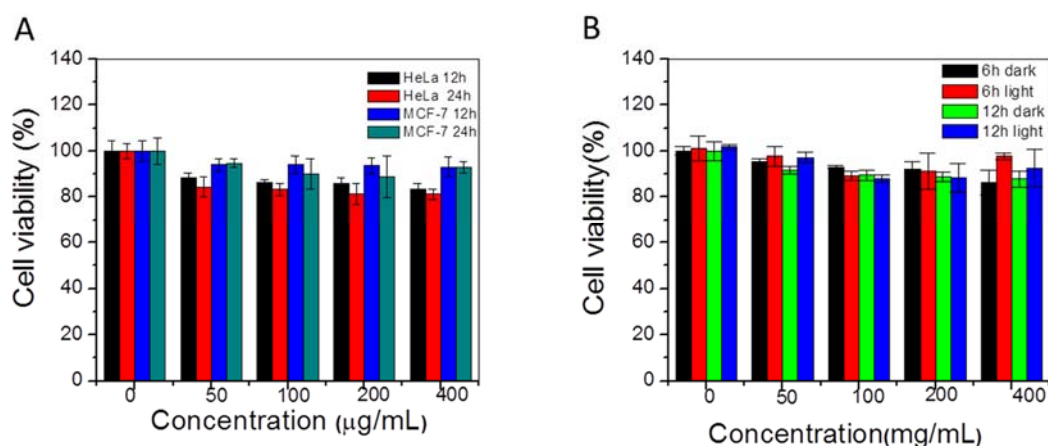 A
140
120
100
80
60
40
20
0
Cell viability (%)
HeLa 12h
HeLa 24h
MCF-7 12h
MCF-7 24h
0 50 100 200 400
Concentration (μg/mL)
B
140
120
100
80
60
40
20
0
Cell viability(%)
6h dark
6h light
12h dark
12h light
0 50 100 200 400
Concentration(mg/mL)